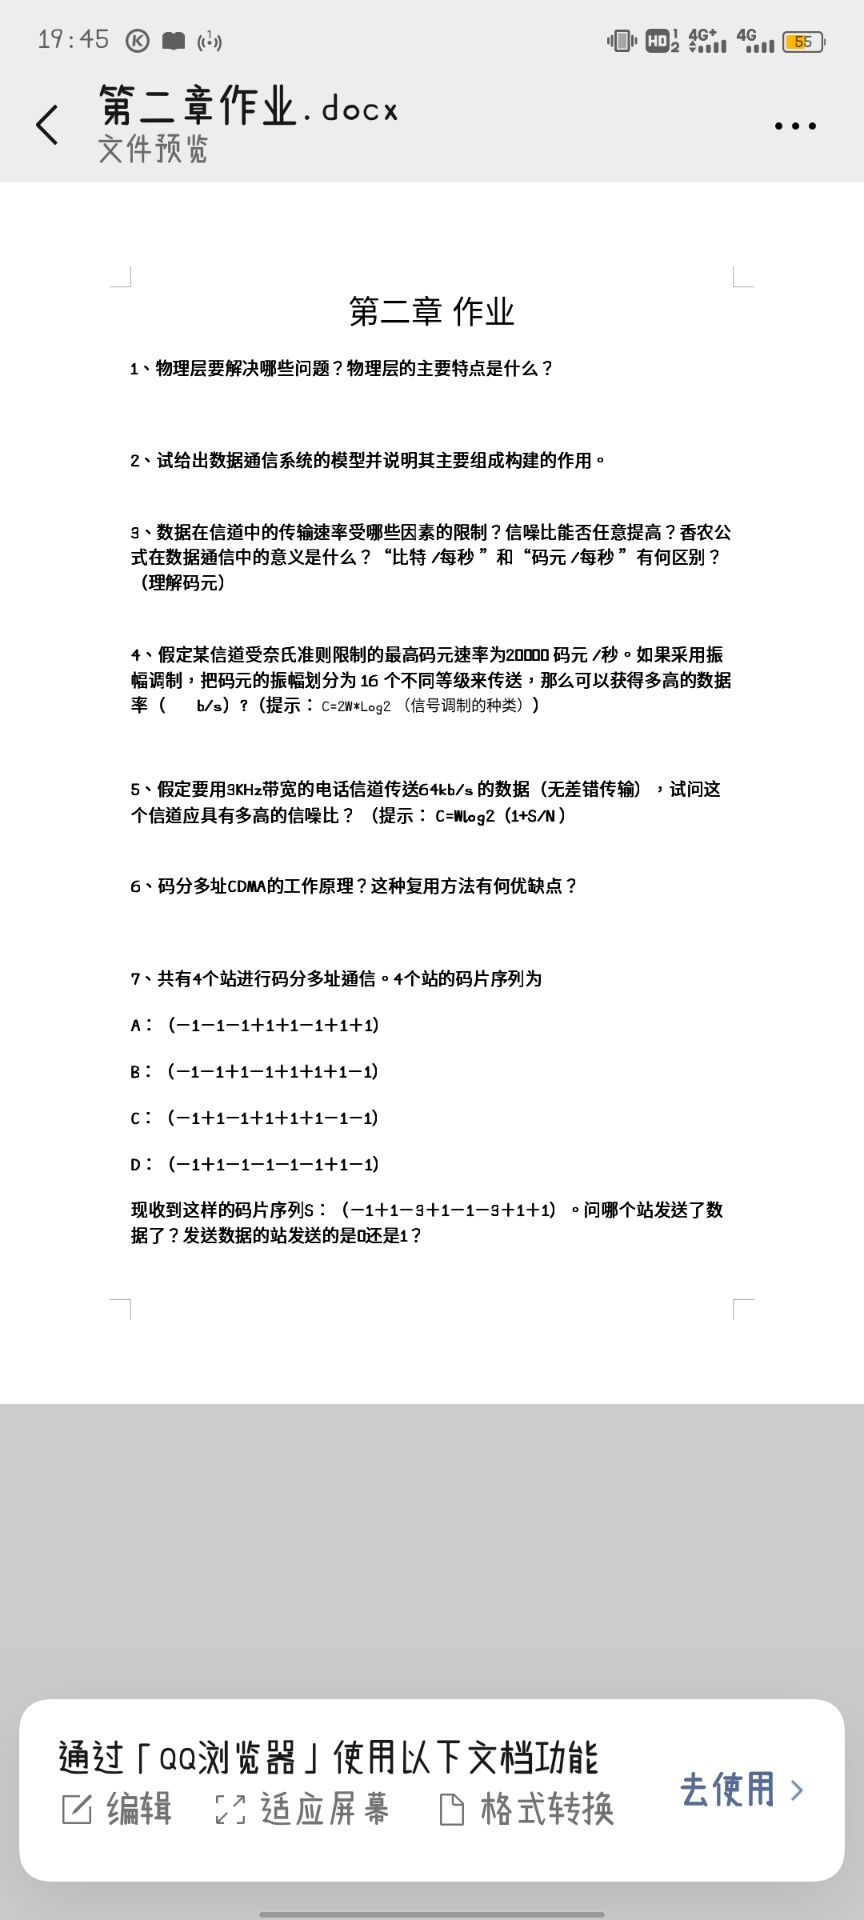 19:45
HD 1 2 4G+ 4G 55
第二章作业.docx
文件预览
第二章 作业
1、物理层要解决哪些问题？物理层的主要特点是什么？
2、试给出数据通信系统的模型并说明其主要组成构建的作用。
3、数据在信道中的传输速率受哪些因素的限制？信噪比能否任意提高？香农公
式在数据通信中的意义是什么？“比特 /每秒 ”和“码元 /每秒 ”有何区别？
（理解码元）
4、假定某信道受奈氏准则限制的最高码元速率为20000 码元 /秒。如果采用振
幅调制，把码元的振幅划分为 16 个不同等级来传送，那么可以获得多高的数据
率（ b/s）?（提示： C=2W*Log2 （信号调制的种类））
5、假定要用3KHz带宽的电话信道传送64kb/s 的数据（无差错传输），试问这
个信道应具有多高的信噪比？（提示： C=Wlog2（1+S/N ）
6、码分多址CDMA的工作原理？这种复用方法有何优缺点？
7、共有4个站进行码分多址通信。4个站的码片序列为
A：（－1－1－1＋1＋1－1＋1＋1）
B：（－1－1＋1－1＋1＋1＋1－1）
C：（－1＋1－1＋1＋1＋1－1－1）
D：（－1＋1－1－1－1－1＋1－1）
现收到这样的码片序列S：（－1＋1－3＋1－1－3＋1＋1）。问哪个站发送了数
据了？发送数据的站发送的是0还是1？
通过「QQ浏览器」使用以下文档功能
编辑 适应屏幕 格式转换
去使用